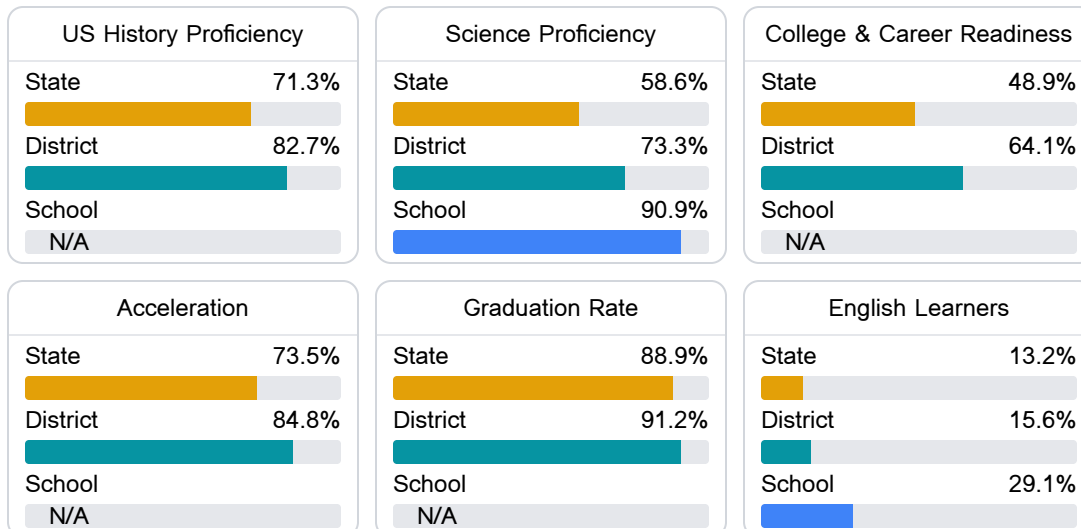 US History Proficiency
State 71.3%
District 82.7%
School
N/A
Science Proficiency
State 58.6%
District 73.3%
School 90.9%
College & Career Readiness
State 48.9%
District 64.1%
School
N/A
Acceleration
State 73.5%
District 84.8%
School
N/A
Graduation Rate
State 88.9%
District 91.2%
School
N/A
English Learners
State 13.2%
District 15.6%
School 29.1%